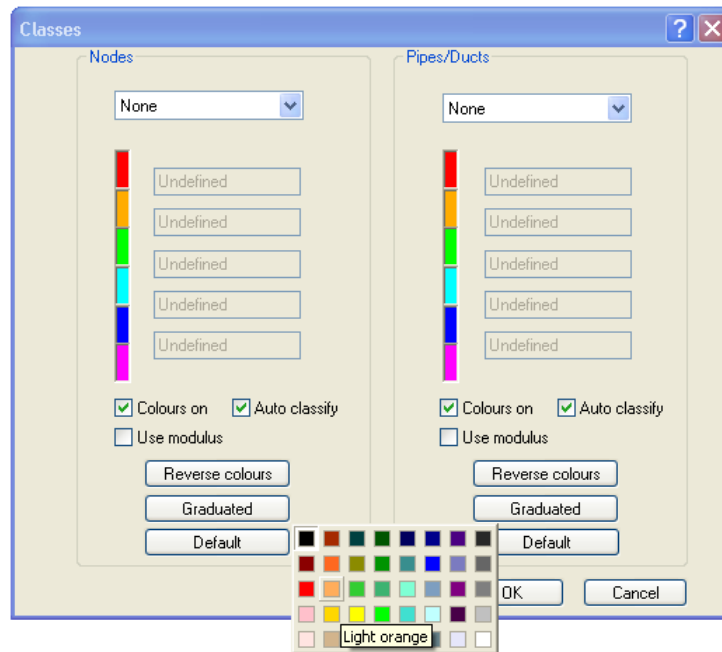 Classes
Nodes
Pipes/Ducts
None
None
Undefined
Undefined
Undefined
Undefined
Undefined
Undefined
Undefined
Undefined
Undefined
Undefined
Colours on
Auto classify
Colours on
Auto classify
Use modulus
Use modulus
Reverse colours
Reverse colours
Graduated
Graduated
Default
Default
OK
Cancel
Light orange